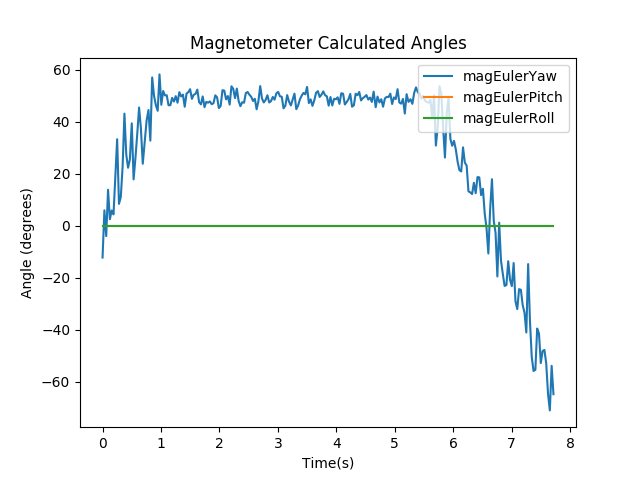 Magnetometer Calculated Angles
magEulerYaw
magEulerPitch
magEulerRoll
Angle (degrees)
60
40
20
0
−20
−40
−60
0 1 2 3 4 5 6 7 8
Time(s)